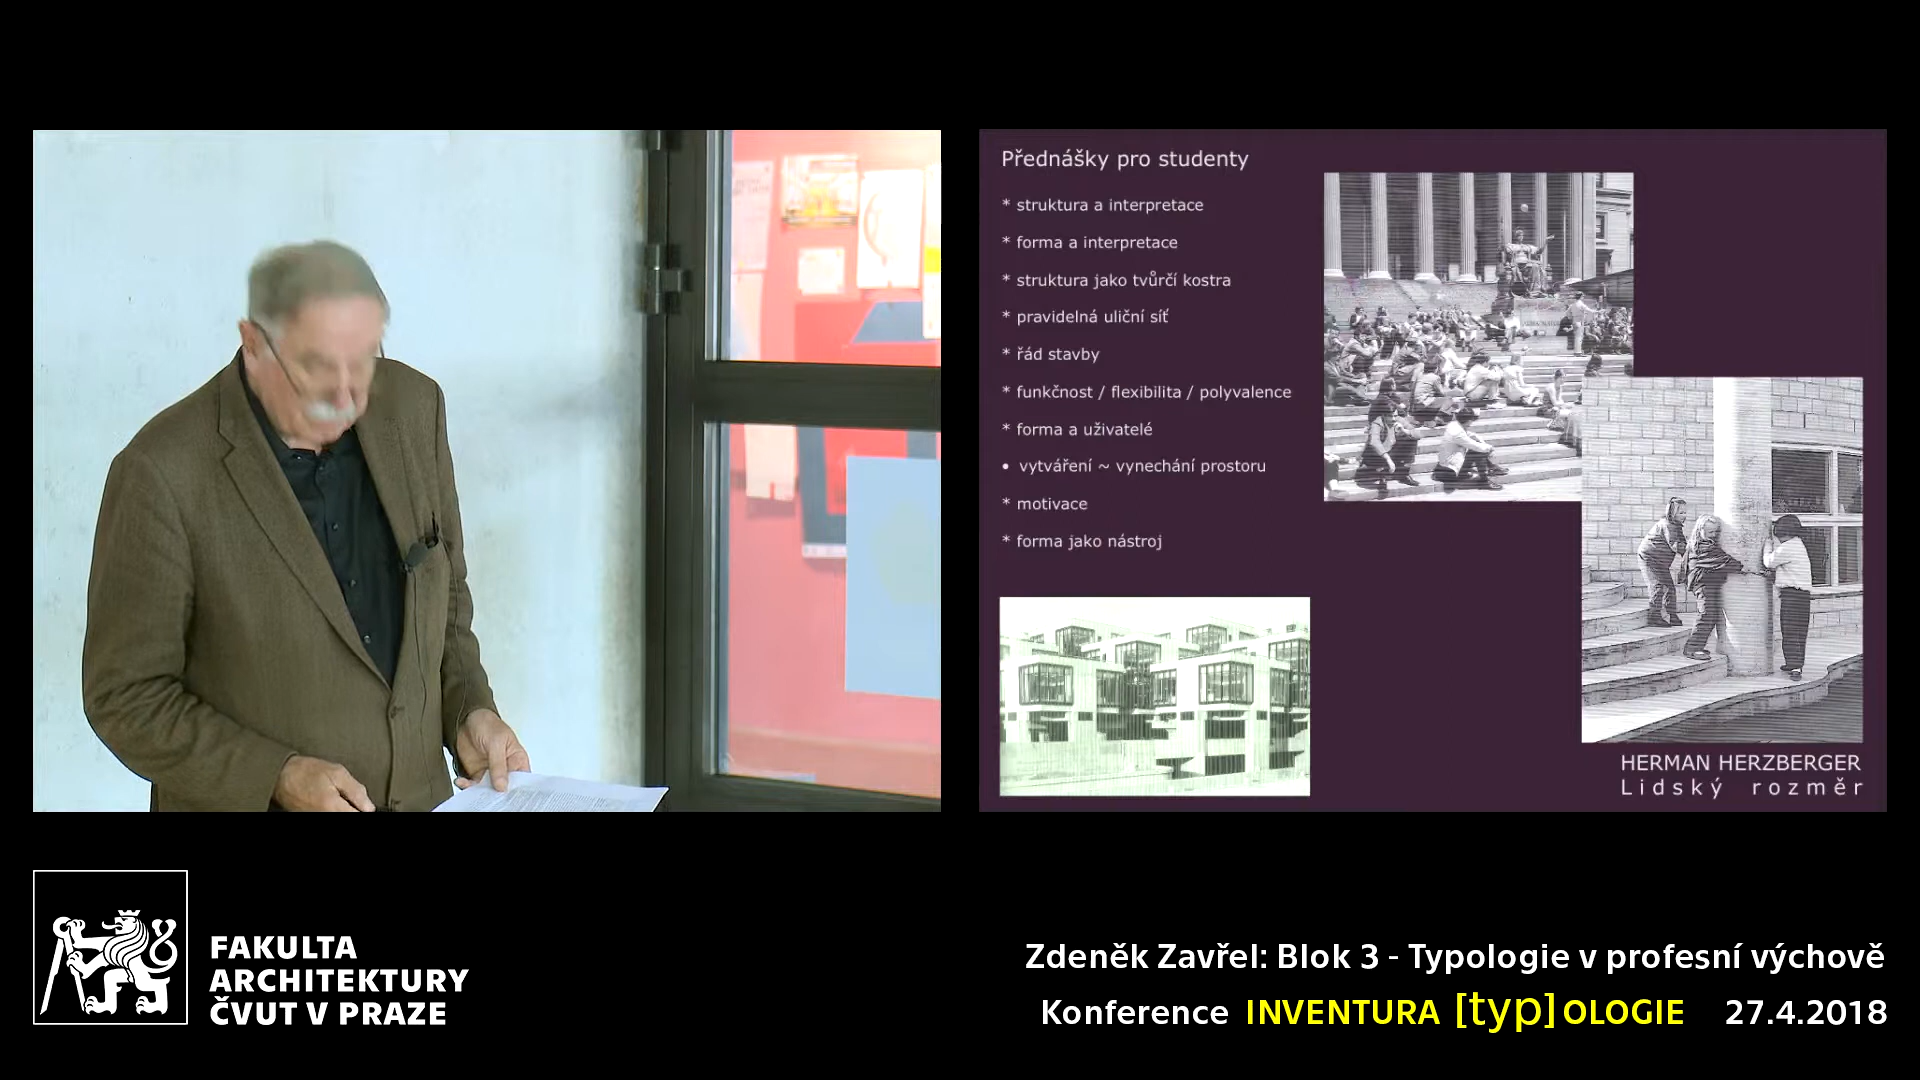 Přednášky pro studenty
* struktura a interpretace
* forma a interpretace
* struktura jako tvůrčí kostra
* pravidelná uliční síť
* řád stavby
* funkčnost / flexibilita / polyvalence
* forma a uživatelé
• vytváření ~ vynechání prostoru
* motivace
* forma jako nástroj
HERMAN HERZBERGER
Lidský rozměr
FAKULTA
ARCHITEKTURY
ČVUT V PRAZE
Zdeněk Zavřel: Blok 3 - Typologie v profesní výchově
Konference INVENTURA [typ]OLOGIE 27.4.2018